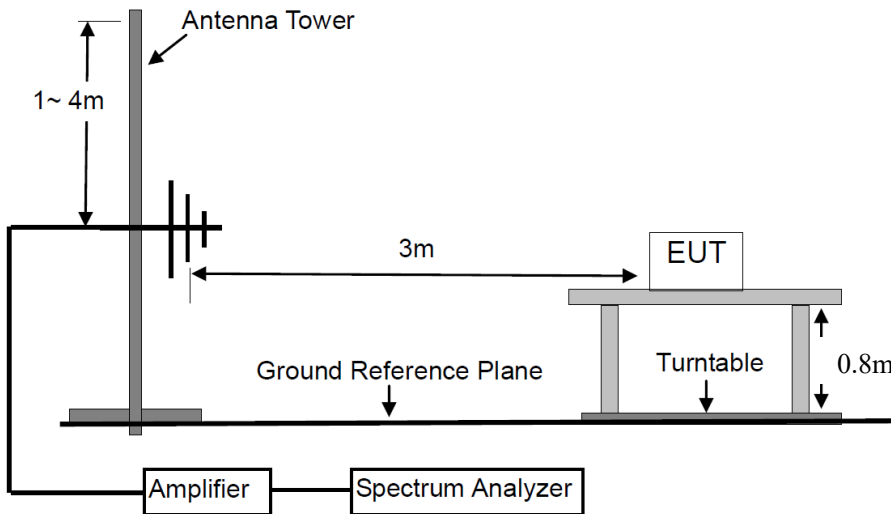 Antenna Tower
1~ 4m
3m
EUT
Ground Reference Plane
Turntable
0.8m
Amplifier
Spectrum Analyzer